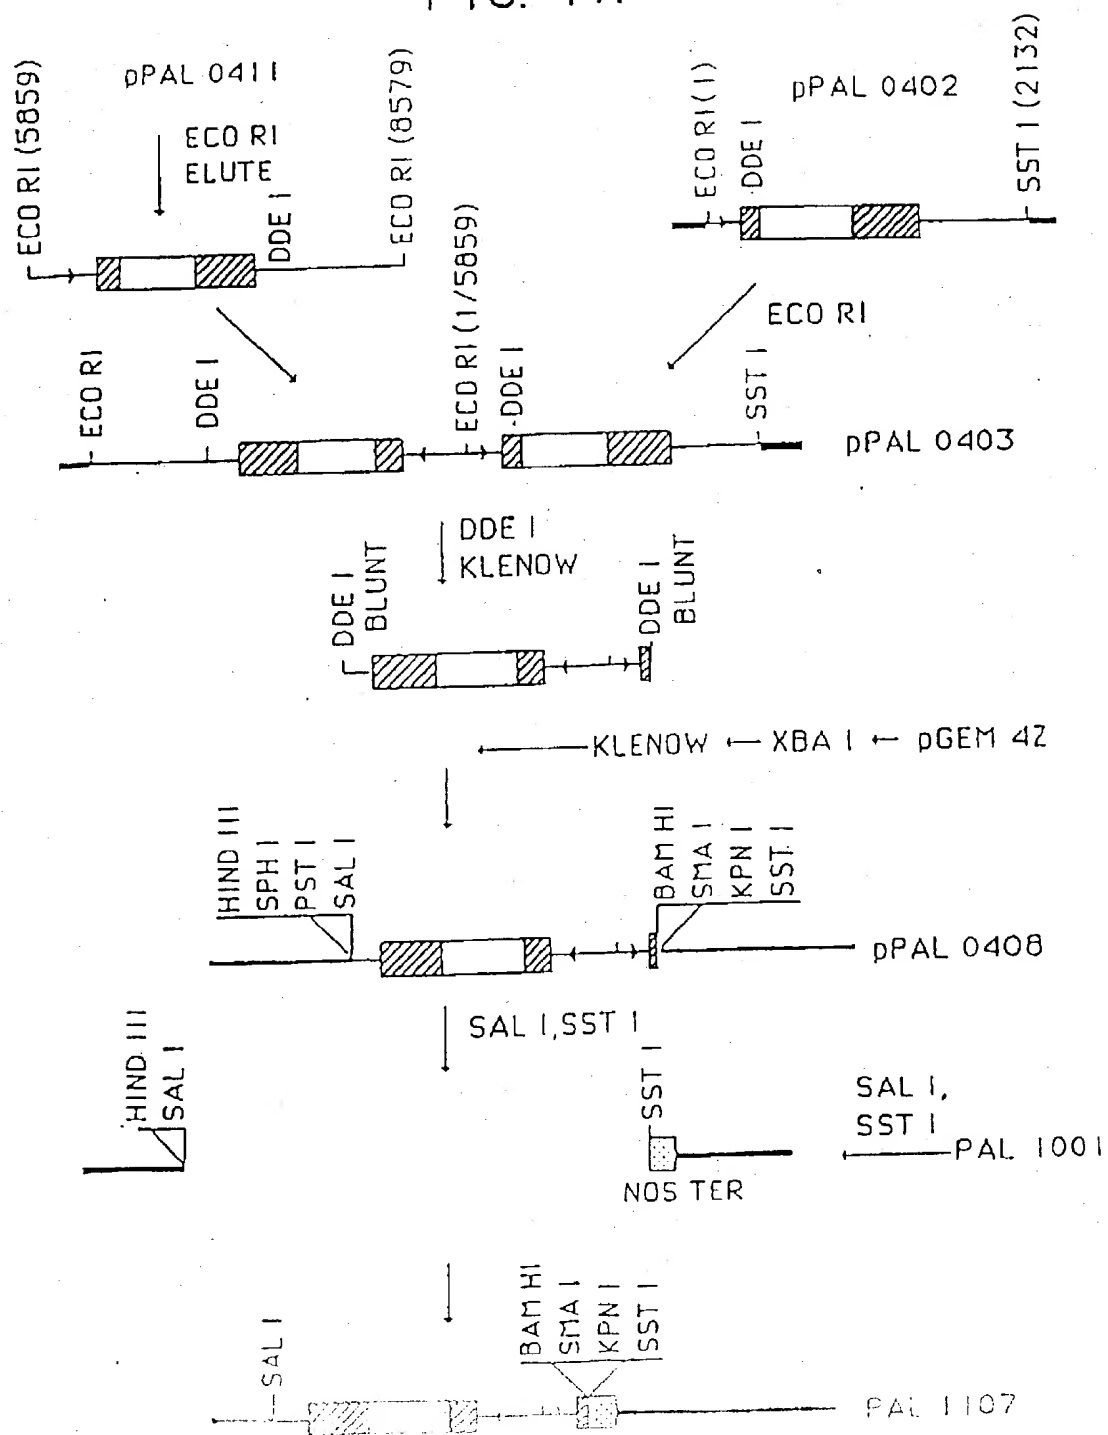 pPAL 0411
ECO RI (5859)
ECO RI
ELUTE
DDE I
ECO RI (8579)
pPAL 0402
ECO RI (1)
DDE I
SST I (2132)
ECO RI
DDE I
ECO RI (1/5859)
DDE I
ECO RI
SST I
pPAL 0403
DDE I
KLENOW
DDE I
BLUNT
DDE I
BLUNT
KLENOW ← XBA I ← pGEM 4Z
HIND III
SPH I
PST I
SAL I
BAM HI
SMA I
KPN I
SST I
pPAL 0408
SAL I, SST I
HIND III
SAL I
SST I
NOS TER
SAL I,
SST I
PAL 1001
SAL I
BAM HI
SMA I
KPN I
SST I
PAL 1107